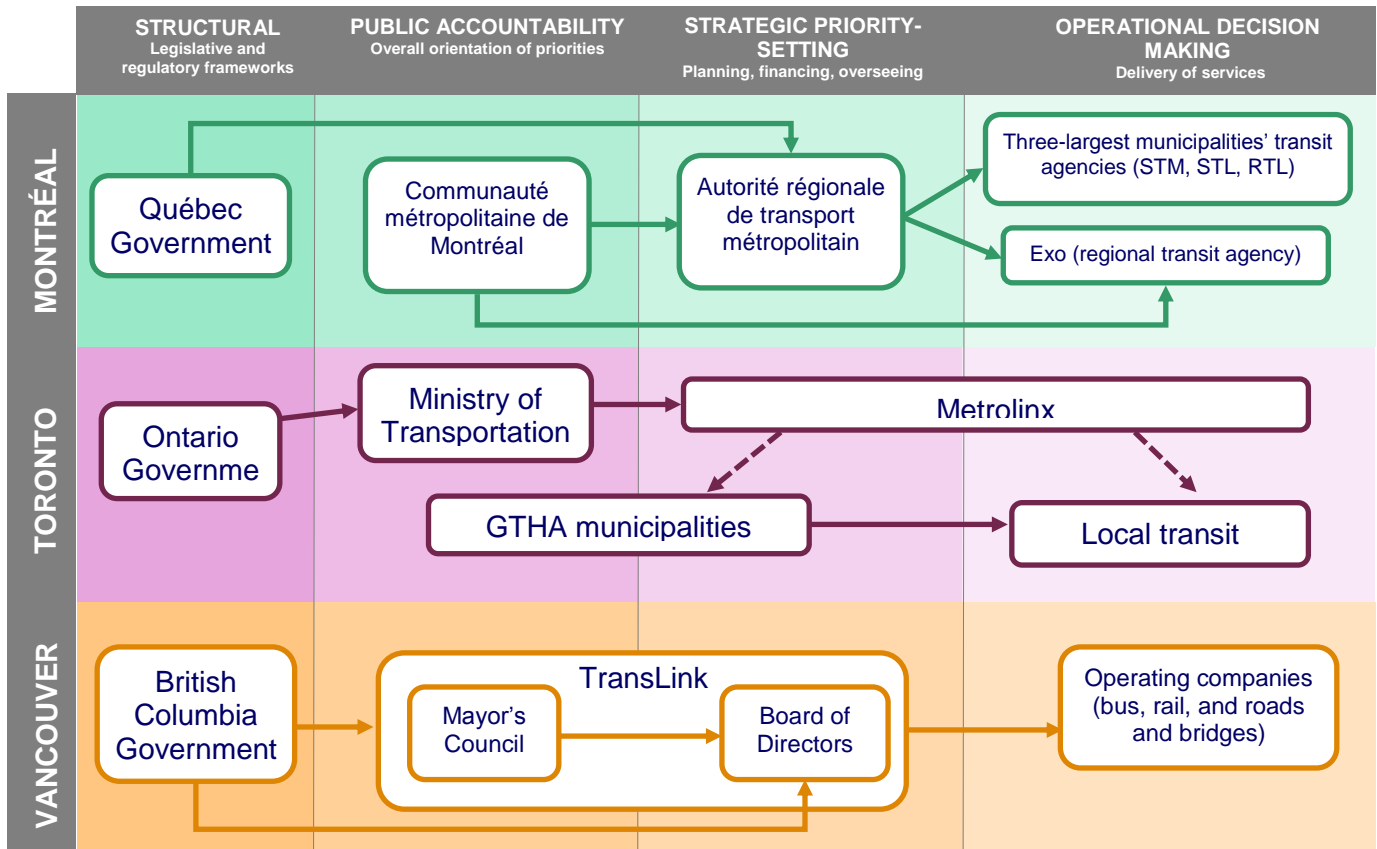 STRUCTURAL
Legislative and
regulatory frameworks
PUBLIC ACCOUNTABILITY
Overall orientation of priorities
STRATEGIC PRIORITY-
SETTING
Planning, financing, overseeing
OPERATIONAL DECISION
MAKING
Delivery of services
MONTRÉAL
Québec
Government
Communauté
métropolitaine de
Montréal
Autorité régionale
de transport
métropolitain
Three-largest municipalities' transit
agencies (STM, STL, RTL)
Exo (regional transit agency)
TORONTO
Ontario
Governme
Ministry of
Transportation
Metrolinx
GTHA municipalities
Local transit
VANCOUVER
British
Columbia
Government
TransLink
Mayor's
Council
Board of
Directors
Operating companies
(bus, rail, and roads
and bridges)